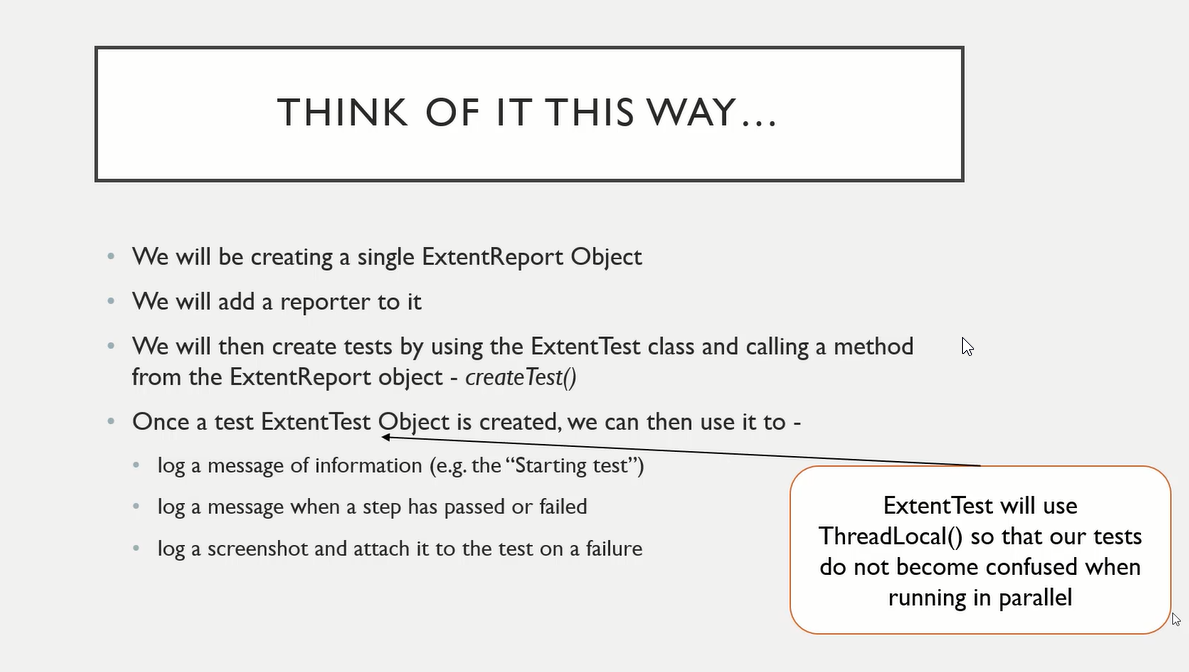 THINK OF IT THIS WAY…
• We will be creating a single ExtentReport Object
• We will add a reporter to it
• We will then create tests by using the ExtentTest class and calling a method
from the ExtentReport object - createTest()
• Once a test ExtentTest Object is created, we can then use it to -
• log a message of information (e.g. the “Starting test”)
• log a message when a step has passed or failed
• log a screenshot and attach it to the test on a failure
ExtentTest will use
ThreadLocal() so that our tests
do not become confused when
running in parallel